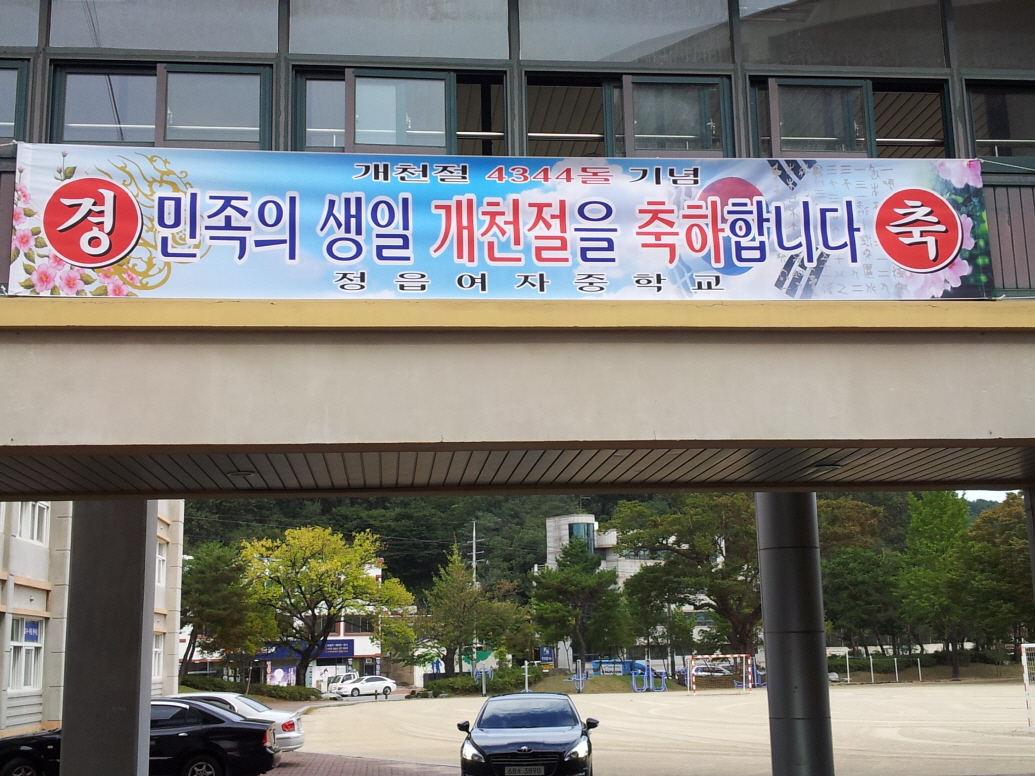 개천절 4344돌 기념
경 민족의 생일 개천절을 축하합니다 축
정읍여자중학교